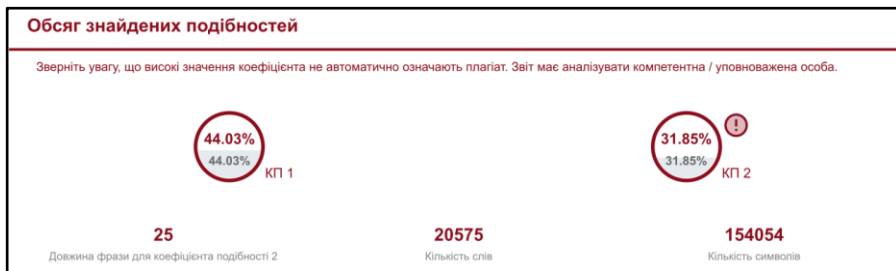 Обсяг знайдених подібностей
Зверніть увагу, що високі значення коефіцієнта не автоматично означають плагіат. Звіт має аналізувати компетентна / уповноважена особа.
44.03%
44.03%
КП 1
31.85%
31.85%
!
КП 2
25
Довжина фрази для коефіцієнта подібності 2
20575
Кількість слів
154054
Кількість символів